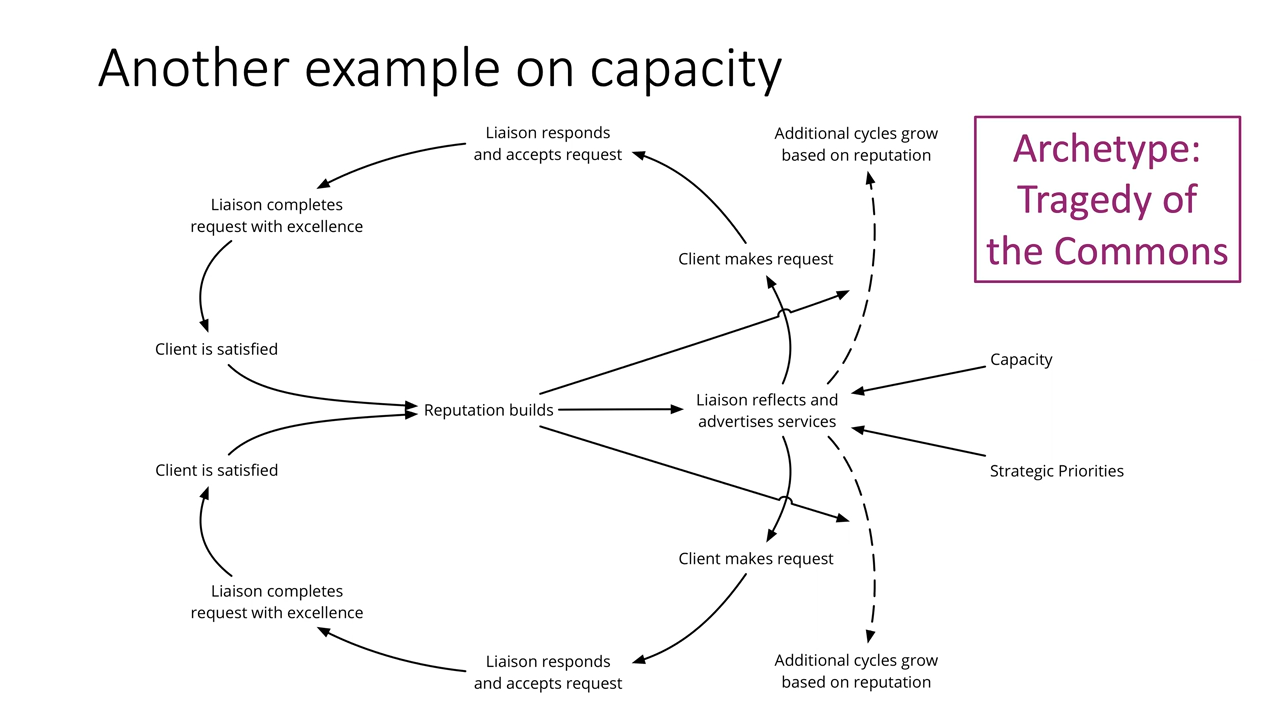 Another example on capacity
Archetype:
Tragedy of
the Commons
Liaison responds
and accepts request
Additional cycles grow
based on reputation
Liaison completes
request with excellence
Client makes request
Client is satisfied
Capacity
Reputation builds
Liaison reflects and
advertises services
Client is satisfied
Strategic Priorities
Client makes request
Liaison completes
request with excellence
Liaison responds
and accepts request
Additional cycles grow
based on reputation